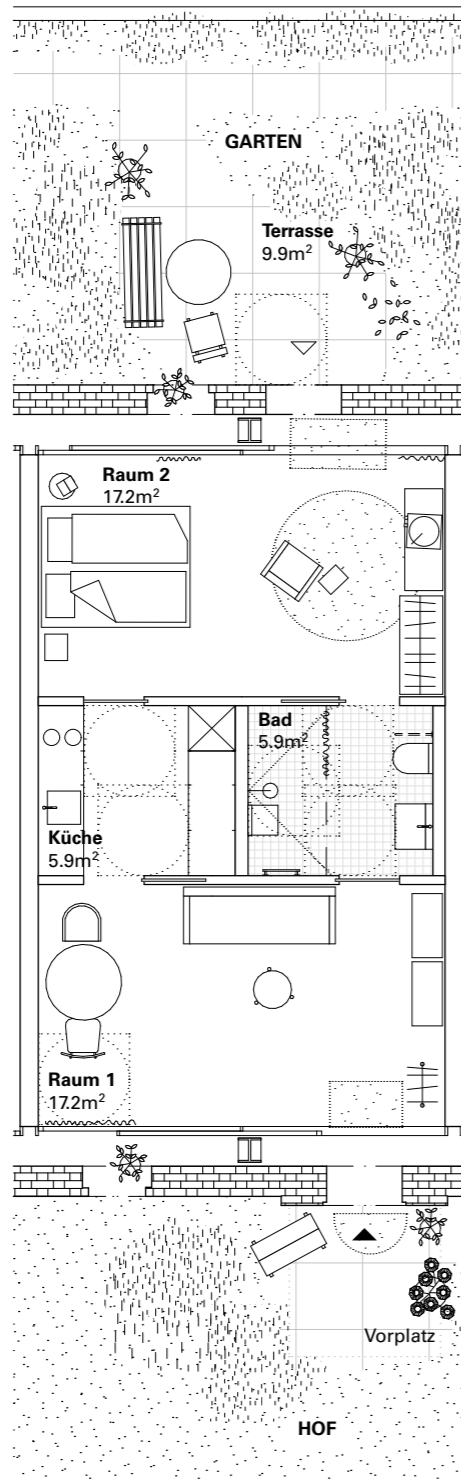 GARTEN
Terrasse
9.9m²
Raum 2
17.2m²
Bad
5.9m²
Küche
5.9m²
Raum 1
17.2m²
Vorplatz
HOF